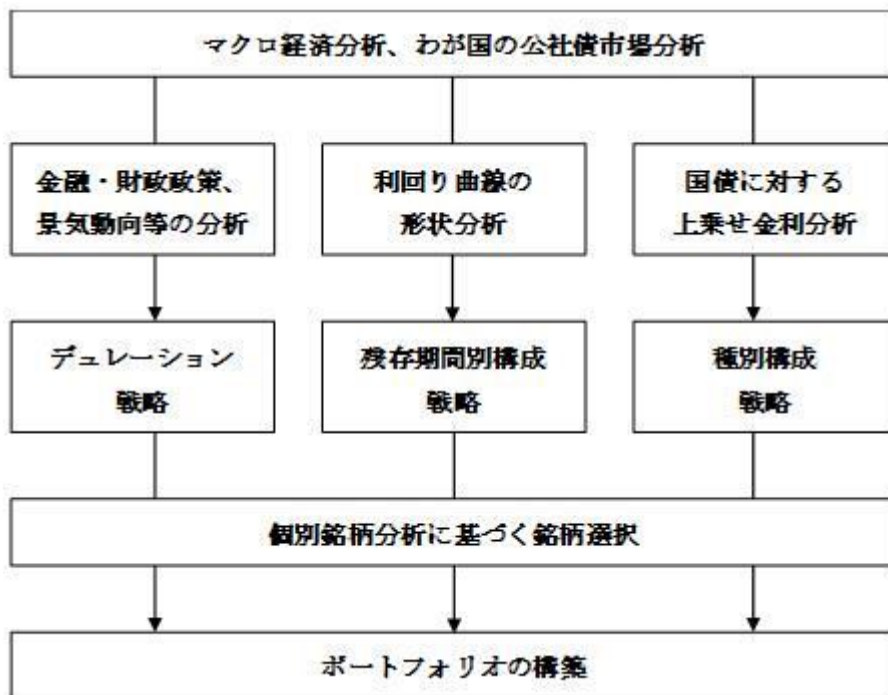 マクロ経済分析、わが国の公社債市場分析
金融・財政政策、
景気動向等の分析
利回り曲線の
形状分析
国債に対する
上乗せ金利分析
デュレーション
戦略
残存期間別構成
戦略
種別構成
戦略
個別銘柄分析に基づく銘柄選択
ポートフォリオの構築